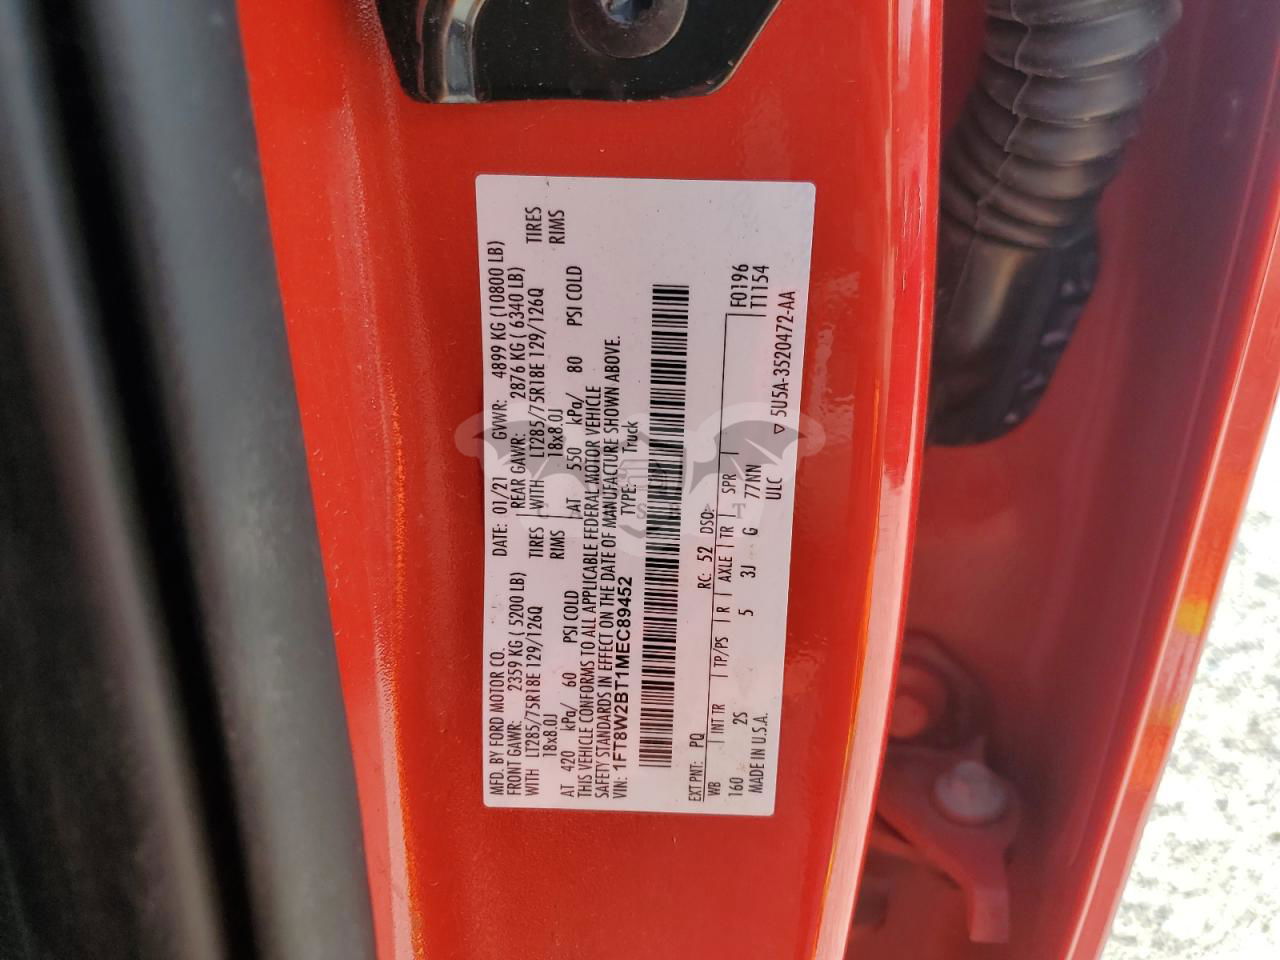 MFD. BY FORD MOTOR CO. DATE: 01/21 GVWR: 4899 KG (10800 LB)
FRONT GAWR: 2359 KG ( 5200 LB) REAR GAWR: 2876 KG ( 6340 LB)
WITH LT285/75R18E 129/126Q TIRES WITH LT285/75R18E 129/126Q TIRES
18x8.0J RIMS 18x8.0J RIMS
AT 420 kPa/ 60 PSI COLD AT 550 kPa/ 80 PSI COLD
THIS VEHICLE CONFORMS TO ALL APPLICABLE FEDERAL MOTOR VEHICLE
SAFETY STANDARDS IN EFFECT ON THE DATE OF MANUFACTURE SHOWN ABOVE.
VIN: 1FT8W2BT1MEC89452 TYPE: Truck
EXT PNT: PQ RC: 52 DSO: F0196
WB INT TR TP/PS R AXLE TR SPR T1154
160 2S 5 3J G 77NN
MADE IN U.S.A. ULC ▽ 5U5A-3520472-AA